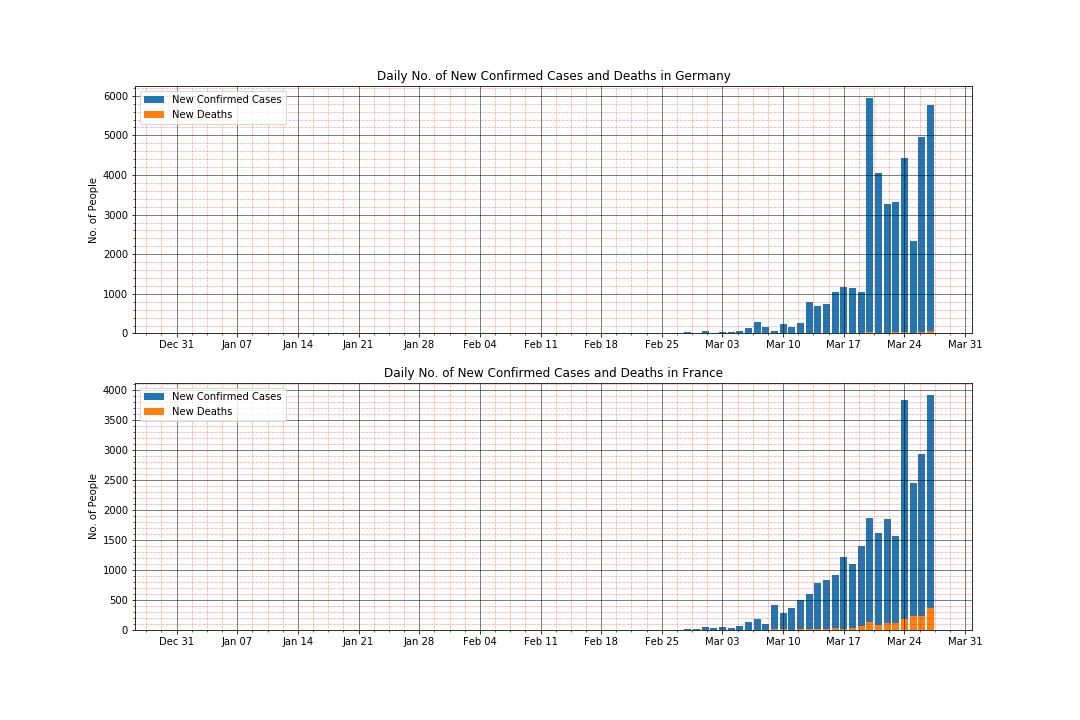 Daily No. of New Confirmed Cases and Deaths in Germany
New Confirmed Cases
New Deaths
No. of People
6000
5000
4000
3000
2000
1000
0
Dec 31 Jan 07 Jan 14 Jan 21 Jan 28 Feb 04 Feb 11 Feb 18 Feb 25 Mar 03 Mar 10 Mar 17 Mar 24 Mar 31
Daily No. of New Confirmed Cases and Deaths in France
New Confirmed Cases
New Deaths
No. of People
4000
3500
3000
2500
2000
1500
1000
500
0
Dec 31 Jan 07 Jan 14 Jan 21 Jan 28 Feb 04 Feb 11 Feb 18 Feb 25 Mar 03 Mar 10 Mar 17 Mar 24 Mar 31